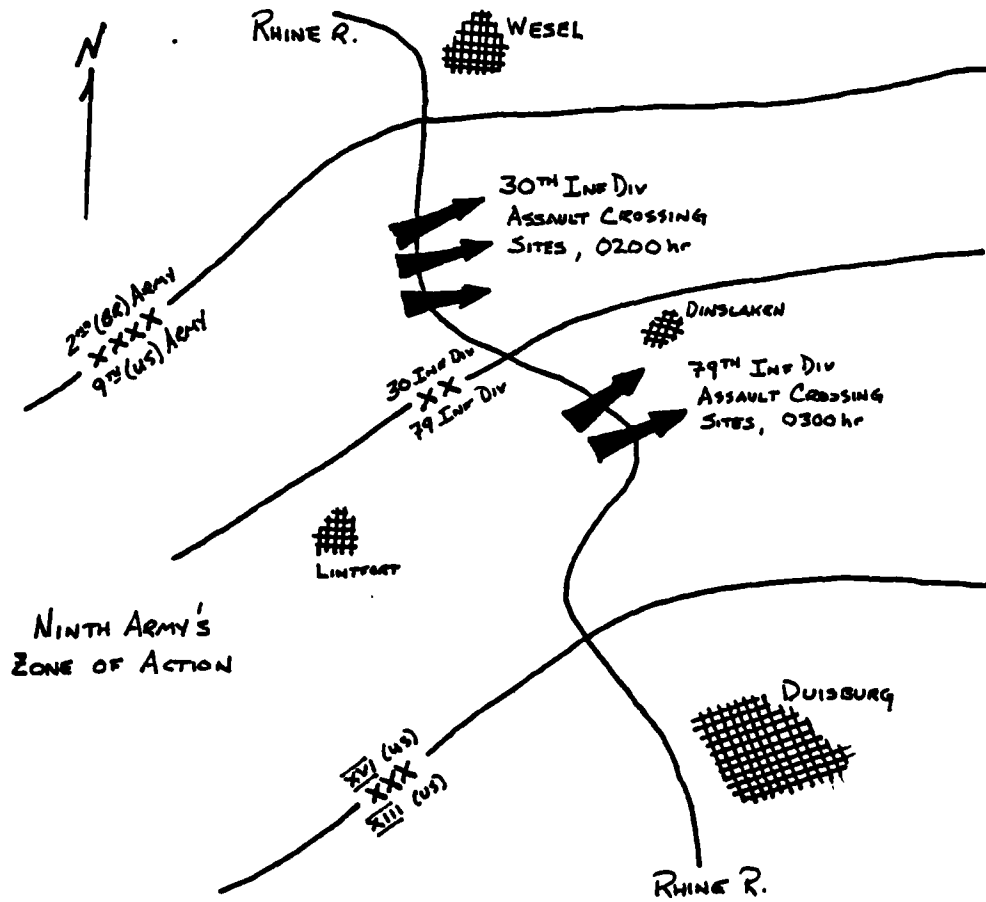 N
RHINE R.
WESEL
30TH INF DIV
ASSAULT CROSSING
SITES, 0200 hr
2ND (BR) ARMY
XXXX
9TH (US) ARMY
DINSLAKEN
30 INF DIV
XX
79 INF DIV
79TH INF DIV
ASSAULT CROSSING
SITES, 0300 hr
LINTFORT
NINTH ARMY'S
ZONE OF ACTION
DUISBURG
XVI (US)
XXX
XIII (US)
RHINE R.